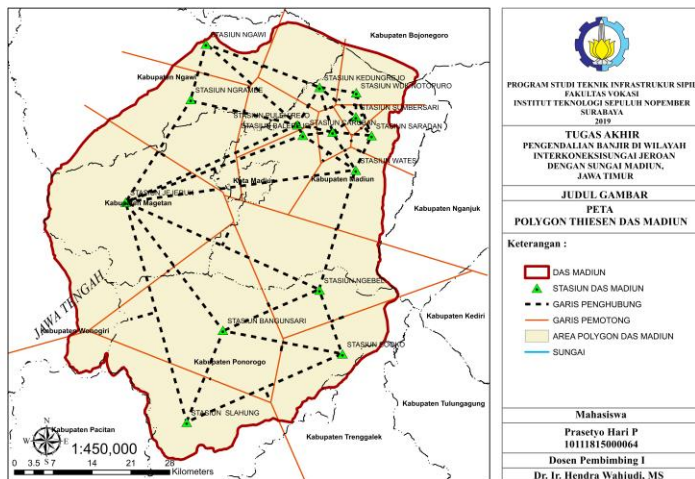 Kabupaten Bojonegoro
STASIUN NGAWI
Kabupaten Ngawi
STASIUN KEDUNGREJO
STASIUN NGRAMBE
STASIUN SUMBERSARI
STASIUN SARADAN
STASIUN WATES
Kota Madiun
Kabupaten Madiun
STASIUN JEJERUK
Kabupaten Magetan
Kabupaten Nganjuk
JAWA TENGAH
STASIUN NGEBEL
Kabupaten Kediri
STASIUN BANGUNSARI
Kabupaten Wonogiri
Kabupaten Ponorogo
Kabupaten Tulungagung
STASIUN SLAHUNG
Kabupaten Pacitan
Kabupaten Trenggalek
N
W E
S
1:450,000
0 3.5 7 14 21 28
Kilometers
PROGRAM STUDI TEKNIK INFRASTRUKUR SIPIL
FAKULTAS VOKASI
INSTITUT TEKNOLOGI SEPULUH NOPEMBER
SURABAYA
2019
TUGAS AKHIR
PENGENDALIAN BANJIR DI WILAYAH
INTERKONEKSISUNGAI JEROAN
DENGAN SUNGAI MADIUN,
JAWA TIMUR
JUDUL GAMBAR
PETA
POLYGON THIESEN DAS MADIUN
Keterangan :
DAS MADIUN
STASIUN DAS MADIUN
GARIS PENGHUBUNG
GARIS PEMOTONG
AREA POLYGON DAS MADIUN
SUNGAI
Mahasiswa
Prasetyo Hari P
10111815000064
Dosen Pembimbing I
Dr. Ir. Hendra Wahjudi, MS